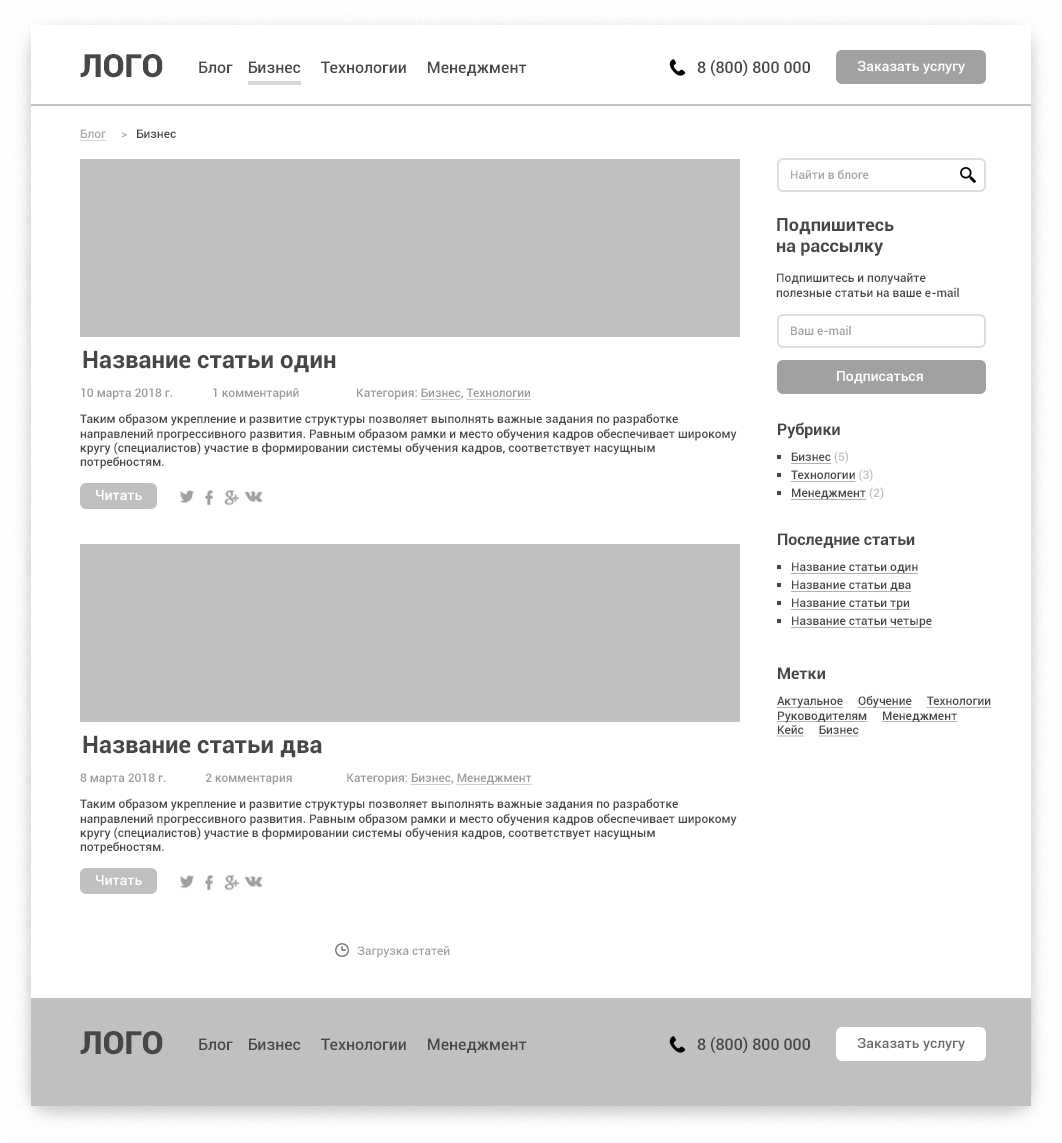 ЛОГО Блог Бизнес Технологии Менеджмент 8 (800) 800 000 Заказать услугу
Блог > Бизнес
Название статьи один
10 марта 2018 г. 1 комментарий Категория: Бизнес, Технологии
Таким образом укрепление и развитие структуры позволяет выполнять важные задания по разработке
направлений прогрессивного развития. Равным образом рамки и место обучения кадров обеспечивает широкому
кругу (специалистов) участие в формировании системы обучения кадров, соответствует насущным
потребностям.
Читать
Название статьи два
8 марта 2018 г. 2 комментария Категория: Бизнес, Менеджмент
Таким образом укрепление и развитие структуры позволяет выполнять важные задания по разработке
направлений прогрессивного развития. Равным образом рамки и место обучения кадров обеспечивает широкому
кругу (специалистов) участие в формировании системы обучения кадров, соответствует насущным
потребностям.
Читать
Загрузка статей
Найти в блоге
Подпишитесь
на рассылку
Подпишитесь и получайте
полезные статьи на ваше e-mail
Ваш e-mail
Подписаться
Рубрики
Бизнес (5)
Технологии (3)
Менеджмент (2)
Последние статьи
Название статьи один
Название статьи два
Название статьи три
Название статьи четыре
Метки
Актуальное Обучение Технологии
Руководителям Менеджмент
Кейс Бизнес
ЛОГО Блог Бизнес Технологии Менеджмент 8 (800) 800 000 Заказать услугу